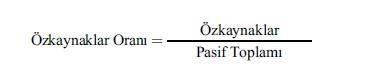 Özkaynaklar Oranı = Özkaynaklar
Pasif Toplamı